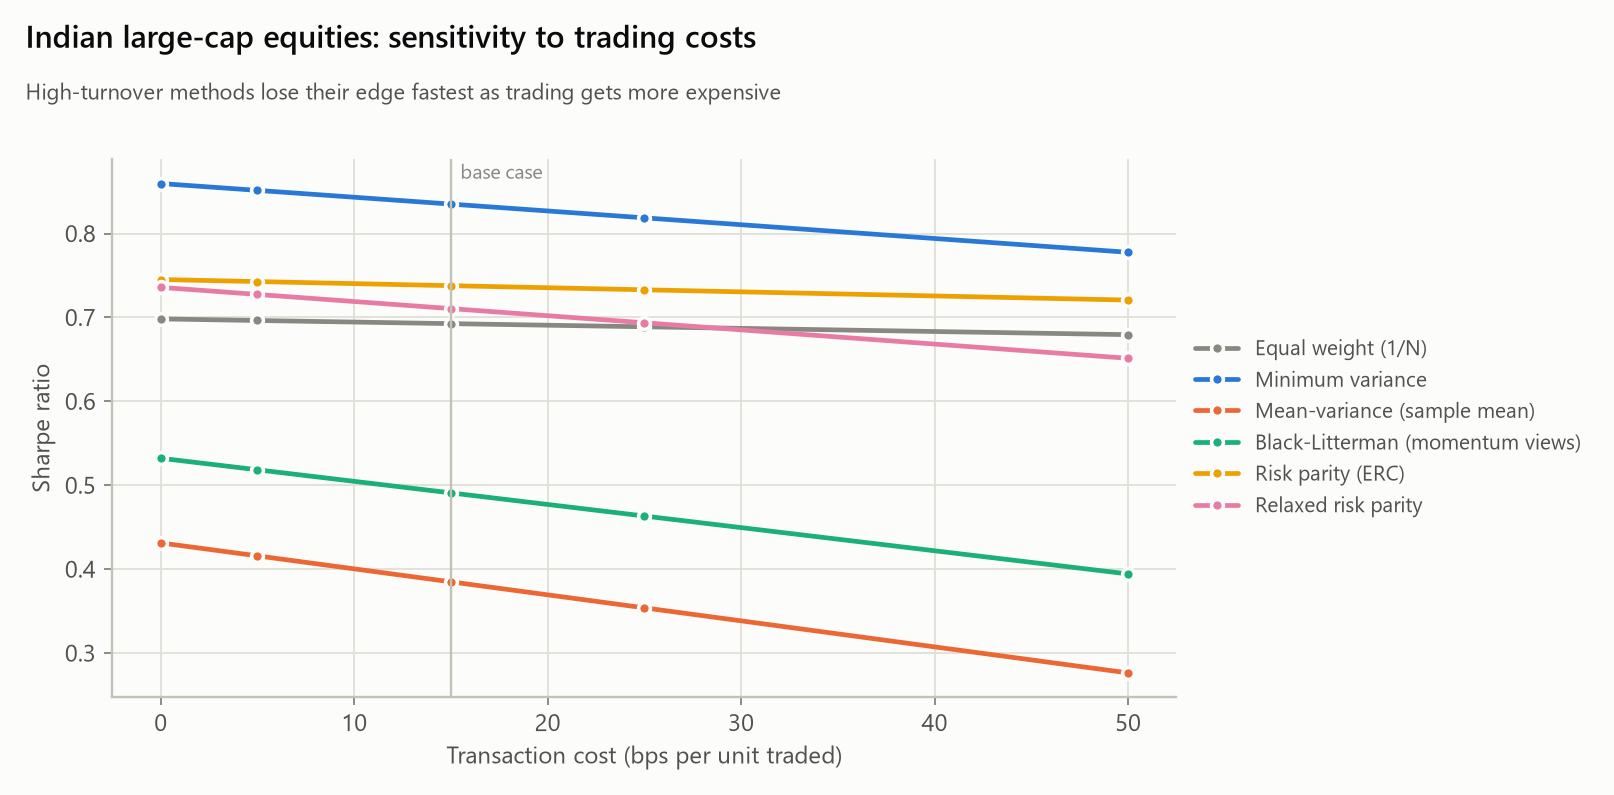 Indian large-cap equities: sensitivity to trading costs
High-turnover methods lose their edge fastest as trading gets more expensive
base case
0.8
0.7
0.6
0.5
0.4
0.3
Sharpe ratio
0 10 20 30 40 50
Transaction cost (bps per unit traded)
Equal weight (1/N)
Minimum variance
Mean-variance (sample mean)
Black-Litterman (momentum views)
Risk parity (ERC)
Relaxed risk parity